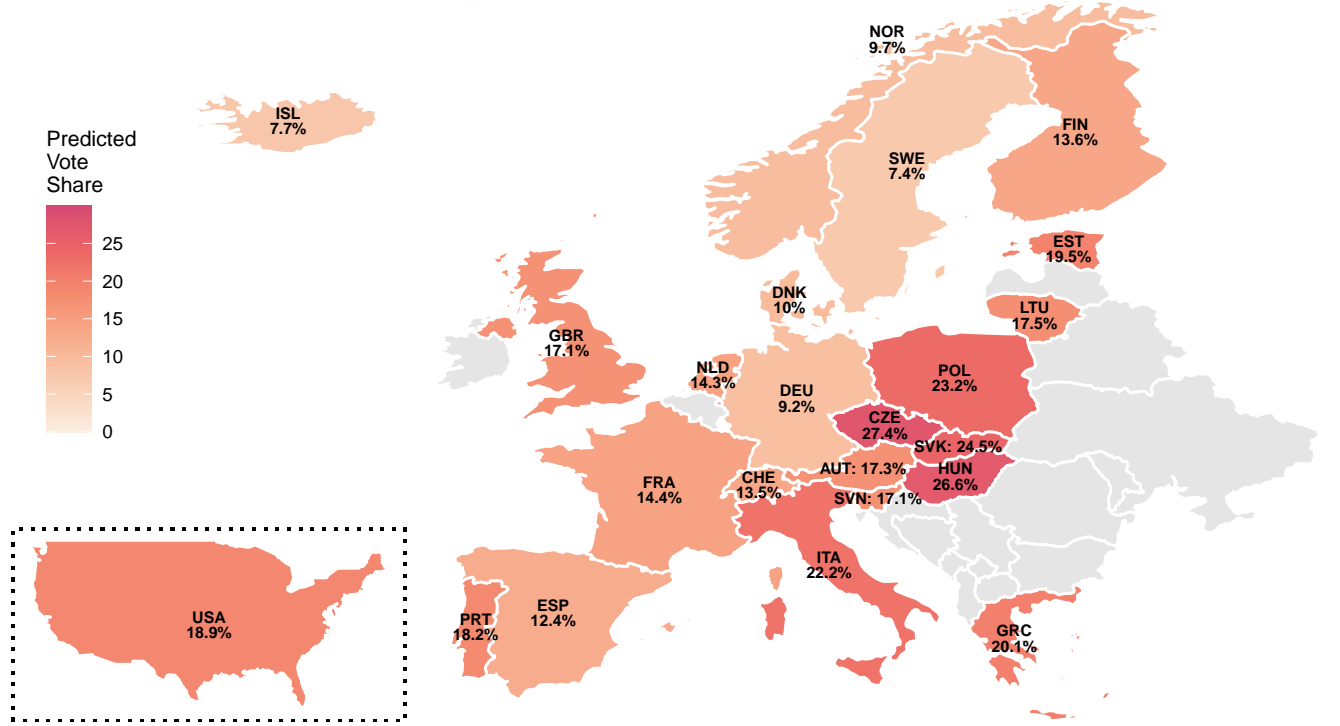 NOR
9.7%
ISL
7.7%
FIN
13.6%
Predicted
Vote
Share
SWE
7.4%
25
20
15
10
5
0
EST
19.5%
DNK
10%
LTU
17.5%
GBR
17.1%
NLD
14.3%
DEU
9.2%
POL
23.2%
CZE
27.4%
SVK: 24.5%
AUT: 17.3%
HUN
26.6%
CHE
13.5%
SVN: 17.1%
FRA
14.4%
ITA
22.2%
USA
18.9%
PRT
18.2%
ESP
12.4%
GRC
20.1%